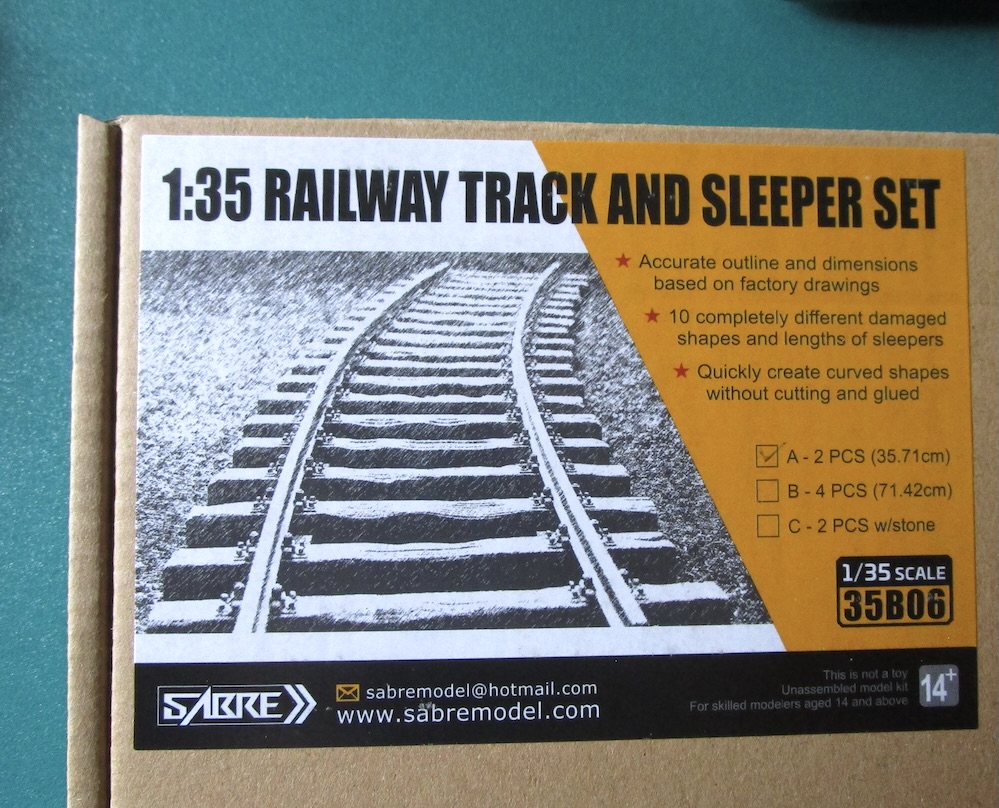 1:35 RAILWAY TRACK AND SLEEPER SET
★ Accurate outline and dimensions
based on factory drawings
★ 10 completely different damaged
shapes and lengths of sleepers
★ Quickly create curved shapes
without cutting and glued
☑ A - 2 PCS (35.71cm)
☐ B - 4 PCS (71.42cm)
☐ C - 2 PCS w/stone
1/35 SCALE
35B06
SABRE
sabremodel@hotmail.com
www.sabremodel.com
This is not a toy
Unassembled model kit
For skilled modelers aged 14 and above
14+